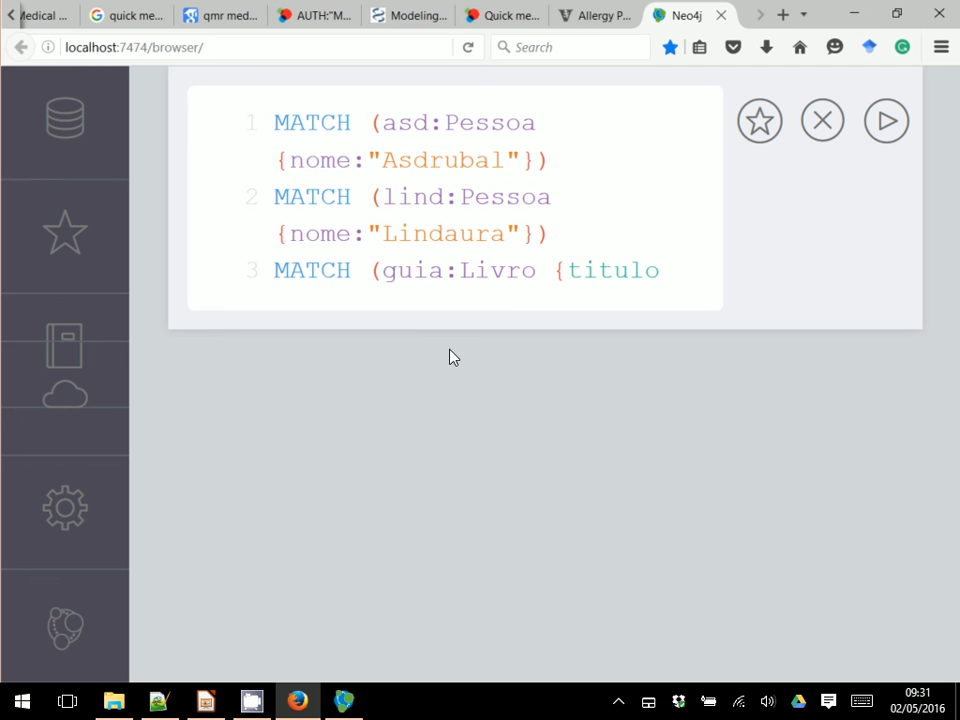 Medical ...
quick me...
qmr med...
AUTH:"M...
Modeling...
Quick me...
Allergy P...
Neo4j
localhost:7474/browser/
Search
1 MATCH (asd:Pessoa
{nome:"Asdrubal"})
2 MATCH (lind:Pessoa
{nome:"Lindaura"})
3 MATCH (guia:Livro {titulo
09:31
02/05/2016